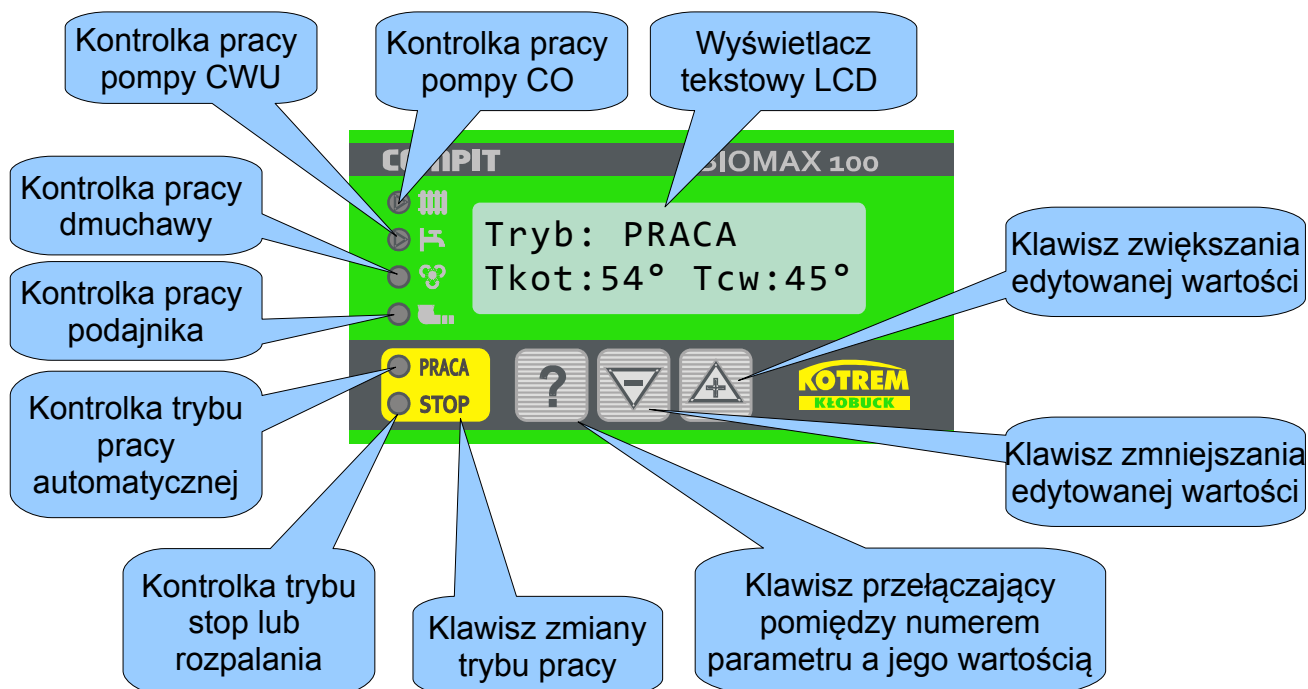 Kontrolka pracy
pompy CWU
Kontrolka pracy
pompy CO
Wyświetlacz
tekstowy LCD
COMPIT
BIOMAX 100
Kontrolka pracy
dmuchawy
Kontrolka pracy
podajnika
Tryb: PRACA
Tkot:54° Tcw:45°
Klawisz zwiększania
edytowanej wartości
PRACA
STOP
?
-
+
KOTREM
KŁOBUCK
Kontrolka trybu
pracy
automatycznej
Klawisz zmniejszania
edytowanej wartości
Kontrolka trybu
stop lub
rozpalania
Klawisz zmiany
trybu pracy
Klawisz przełączający
pomiędzy numerem
parametru a jego wartością